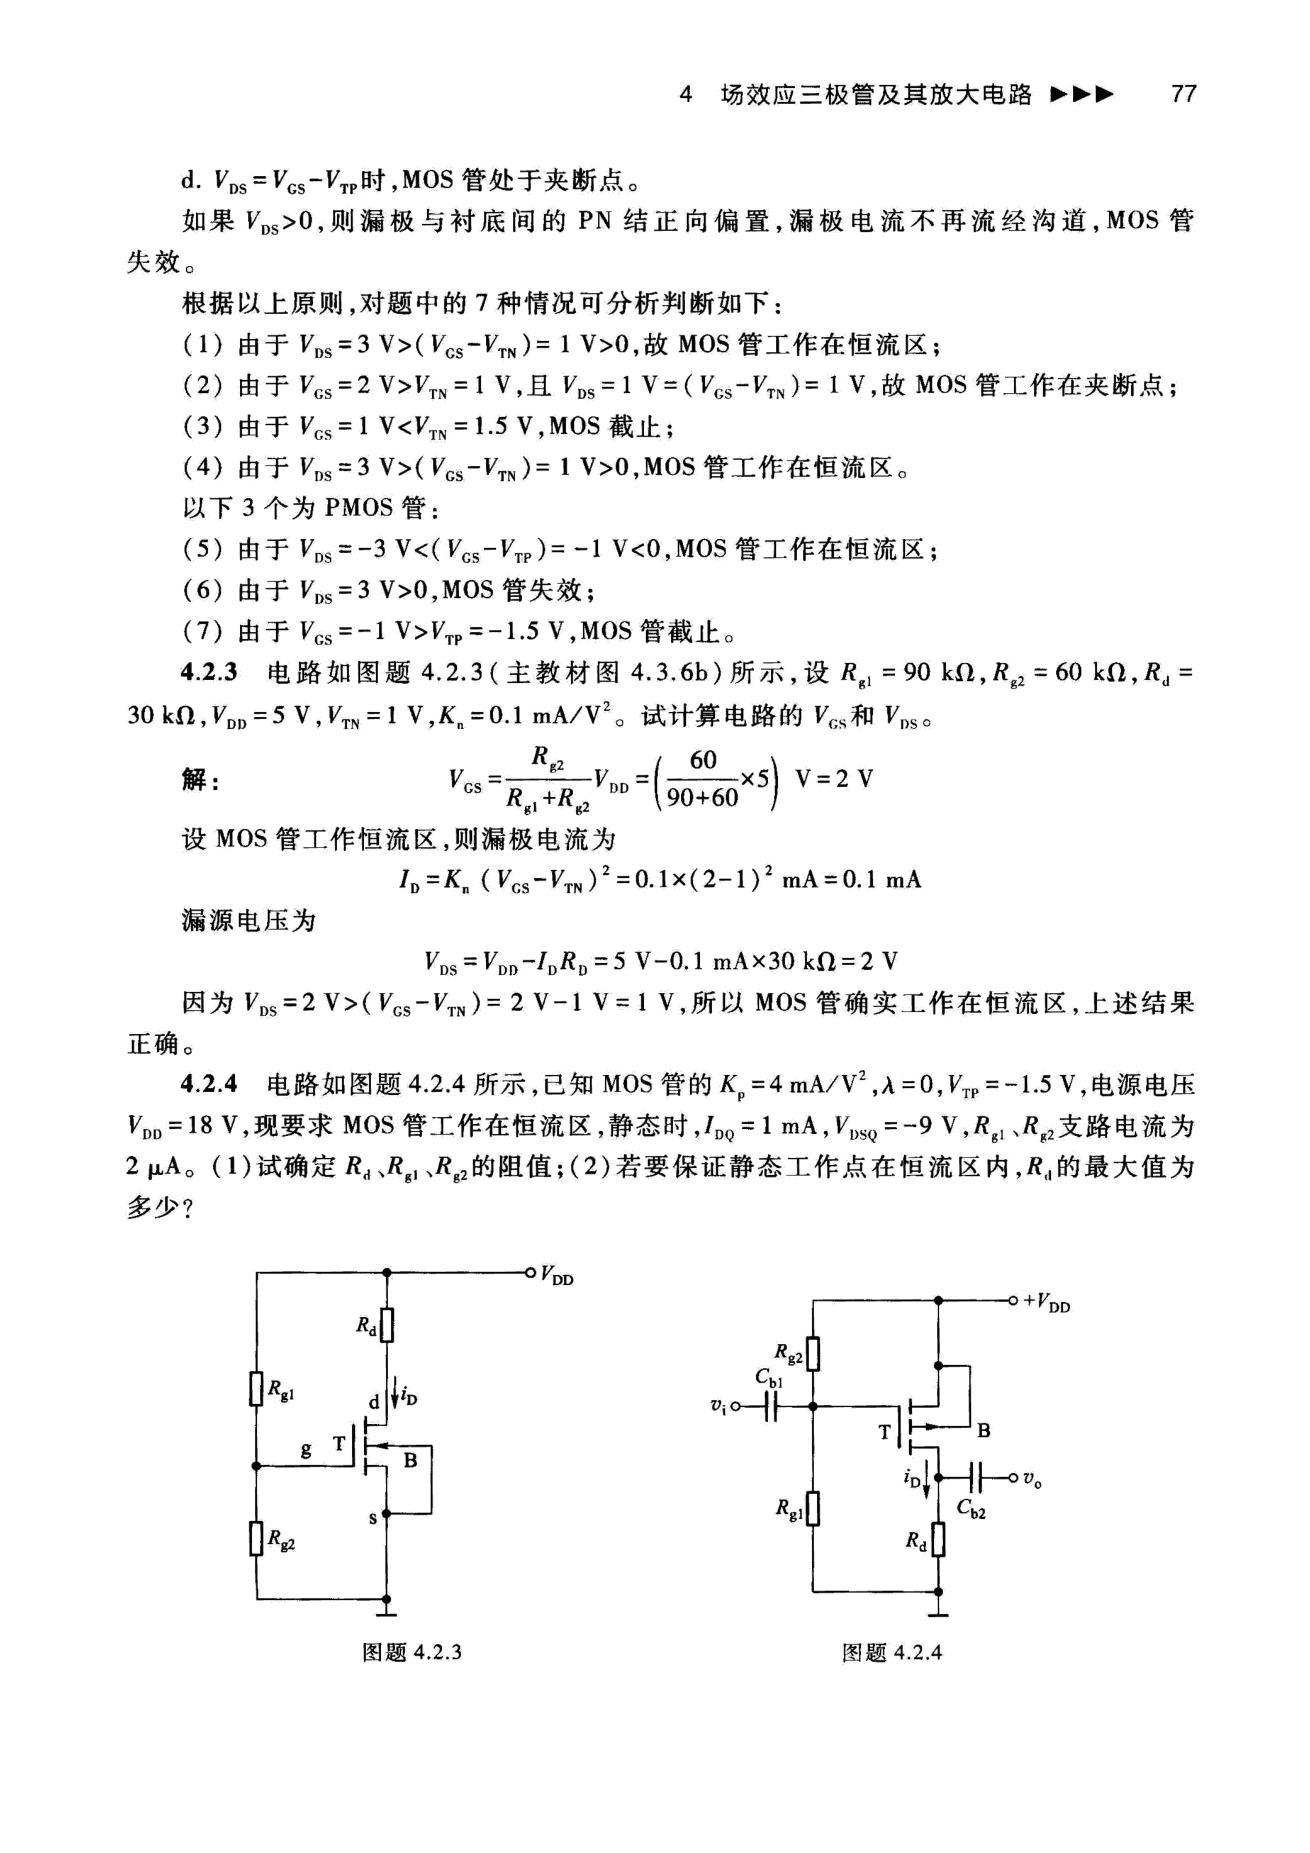 4 场效应三极管及其放大电路 ▶▶▶ 77
d. V_DS=V_GS-V_TP时,MOS 管处于夹断点。
如果 V_DS>0,则漏极与衬底间的 PN 结正向偏置,漏极电流不再流经沟道,MOS 管
失效。
根据以上原则,对题中的 7 种情况可分析判断如下:
(1) 由于 V_DS=3 V>(V_GS-V_TN)= 1 V>0,故 MOS 管工作在恒流区;
(2) 由于 V_GS=2 V>V_TN=1 V,且 V_DS=1 V=(V_GS-V_TN)= 1 V,故 MOS 管工作在夹断点;
(3) 由于 V_GS=1 V<V_TN=1.5 V,MOS 截止;
(4) 由于 V_DS=3 V>(V_GS-V_TN)= 1 V>0,MOS 管工作在恒流区。
以下 3 个为 PMOS 管:
(5) 由于 V_DS=-3 V<(V_GS-V_TP)= -1 V<0,MOS 管工作在恒流区;
(6) 由于 V_DS=3 V>0,MOS 管失效;
(7) 由于 V_GS=-1 V>V_TP=-1.5 V,MOS 管截止。
4.2.3 电路如图题 4.2.3(主教材图 4.3.6b)所示,设 R_g1=90 kΩ,R_g2=60 kΩ,R_d=
30 kΩ,V_DD=5 V,V_TN=1 V,K_n=0.1 mA/V²。试计算电路的 V_GS和 V_DS。
解: V_GS=R_g2/(R_g1+R_g2) V_DD=(60/(90+60)×5) V=2 V
设 MOS 管工作恒流区,则漏极电流为
I_D=K_n (V_GS-V_TN)²=0.1×(2-1)² mA=0.1 mA
漏源电压为
V_DS=V_DD-I_DR_D=5 V-0.1 mA×30 kΩ=2 V
因为 V_DS=2 V>(V_GS-V_TN)= 2 V-1 V=1 V,所以 MOS 管确实工作在恒流区,上述结果
正确。
4.2.4 电路如图题 4.2.4 所示,已知 MOS 管的 K_p=4 mA/V²,λ=0,V_TP=-1.5 V,电源电压
V_DD=18 V,现要求 MOS 管工作在恒流区,静态时,I_DQ=1 mA,V_DSQ=-9 V,R_g1、R_g2支路电流为
2 μA。(1)试确定 R_d、R_g1、R_g2的阻值;(2)若要保证静态工作点在恒流区内,R_d的最大值为
多少?
V_DD
R_d
R_g1
d
i_D
g
T
B
s
R_g2
图题 4.2.3
+V_DD
R_g2
C_b1
v_i
T
B
i_D
v_o
C_b2
R_g1
R_d
图题 4.2.4